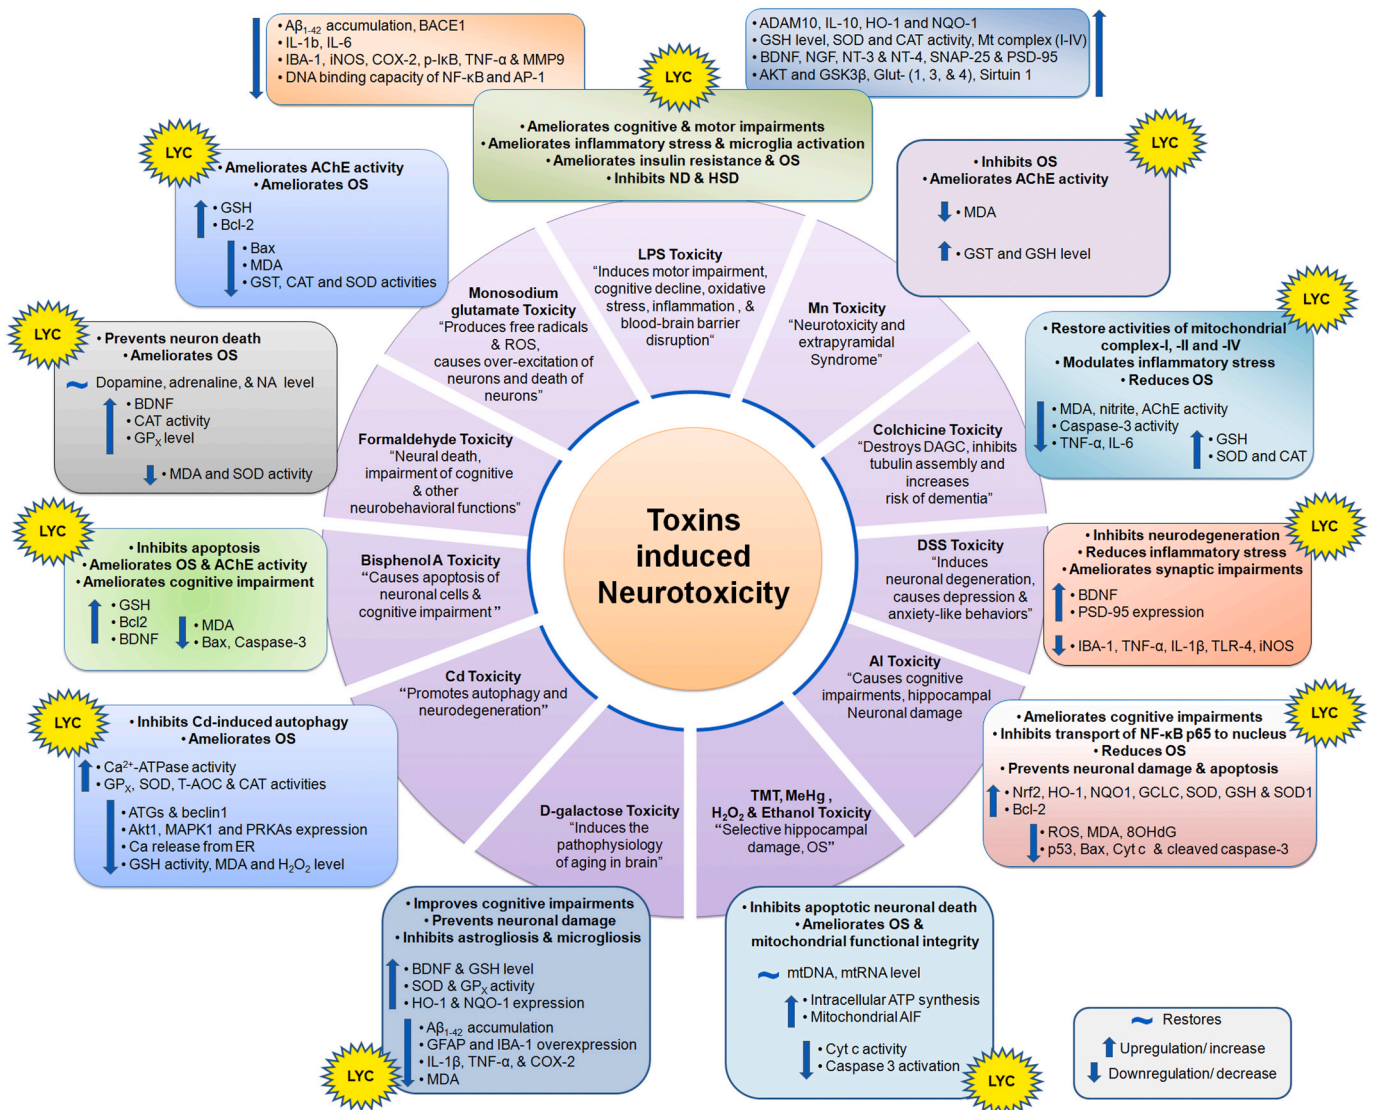 • Aβ1-42 accumulation, BACE1
• IL-1b, IL-6
• IBA-1, iNOS, COX-2, p-IκB, TNF-α & MMP9
• DNA binding capacity of NF-κB and AP-1
• ADAM10, IL-10, HO-1 and NQO-1
• GSH level, SOD and CAT activity, Mt complex (I-IV)
• BDNF, NGF, NT-3 & NT-4, SNAP-25 & PSD-95
• AKT and GSK3β, Glut- (1, 3, & 4), Sirtuin 1
LYC
• Ameliorates cognitive & motor impairments
• Ameliorates inflammatory stress & microglia activation
• Ameliorates insulin resistance & OS
• Inhibits ND & HSD
LYC
• Ameliorates AChE activity
• Ameliorates OS
• GSH
• Bcl-2
• Bax
• MDA
• GST, CAT and SOD activities
LYC
• Inhibits OS
• Ameliorates AChE activity
• MDA
• GST and GSH level
LPS Toxicity
“Induces motor impairment,
cognitive decline, oxidative
stress, inflammation , &
blood-brain barrier
disruption“
Monosodium
glutamate Toxicity
“Produces free radicals
& ROS,
causes over-excitation of
neurons and death of
neurons”
Mn Toxicity
“Neurotoxicity and
extrapyramidal
Syndrome”
LYC
• Prevents neuron death
• Ameliorates OS
~ Dopamine, adrenaline, & NA level
• BDNF
• CAT activity
• GPX level
• MDA and SOD activity
LYC
• Restore activities of mitochondrial
complex-I, -II and -IV
• Modulates inflammatory stress
• Reduces OS
• MDA, nitrite, AChE activity
• Caspase-3 activity
• TNF-α, IL-6
• GSH
• SOD and CAT
Formaldehyde Toxicity
“Neural death,
impairment of cognitive
& other
neurobehavioral functions”
Colchicine Toxicity
“Destroys DAGC, inhibits
tubulin assembly and
increases
risk of dementia”
Toxins
induced
Neurotoxicity
LYC
• Inhibits apoptosis
• Ameliorates OS & AChE activity
• Ameliorates cognitive impairment
• GSH
• Bcl2
• BDNF
• MDA
• Bax, Caspase-3
Bisphenol A Toxicity
“Causes apoptosis of
neuronal cells &
cognitive impairment ”
DSS Toxicity
“Induces
neuronal degeneration,
causes depression &
anxiety-like behaviors”
LYC
• Inhibits neurodegeneration
• Reduces inflammatory stress
• Ameliorates synaptic impairments
• BDNF
• PSD-95 expression
• IBA-1, TNF-α, IL-1β, TLR-4, iNOS
Cd Toxicity
“Promotes autophagy and
neurodegeneration”
Al Toxicity
“Causes cognitive
impairments, hippocampal
Neuronal damage
LYC
• Inhibits Cd-induced autophagy
• Ameliorates OS
• Ca2+-ATPase activity
• GPX, SOD, T-AOC & CAT activities
• ATGs & beclin1
• Akt1, MAPK1 and PRKAs expression
• Ca release from ER
• GSH activity, MDA and H2O2 level
LYC
• Ameliorates cognitive impairments
• Inhibits transport of NF-κB p65 to nucleus
• Reduces OS
• Prevents neuronal damage & apoptosis
• Nrf2, HO-1, NQO1, GCLC, SOD, GSH & SOD1
• Bcl-2
• ROS, MDA, 8OHdG
• p53, Bax, Cyt c & cleaved caspase-3
D-galactose Toxicity
“Induces the
pathophysiology
of aging in brain”
TMT, MeHg ,
H2O2 & Ethanol Toxicity
“Selective hippocampal
damage, OS”
• Improves cognitive impairments
• Prevents neuronal damage
• Inhibits astrogliosis & microgliosis
• BDNF & GSH level
• SOD & GPX activity
• HO-1 & NQO-1 expression
• Aβ1-42 accumulation
• GFAP and IBA-1 overexpression
• IL-1β, TNF-α, & COX-2
• MDA
LYC
• Inhibits apoptotic neuronal death
• Ameliorates OS &
mitochondrial functional integrity
~ mtDNA, mtRNA level
• Intracellular ATP synthesis
• Mitochondrial AIF
• Cyt c activity
• Caspase 3 activation
LYC
~ Restores
Upregulation/ increase
Downregulation/ decrease